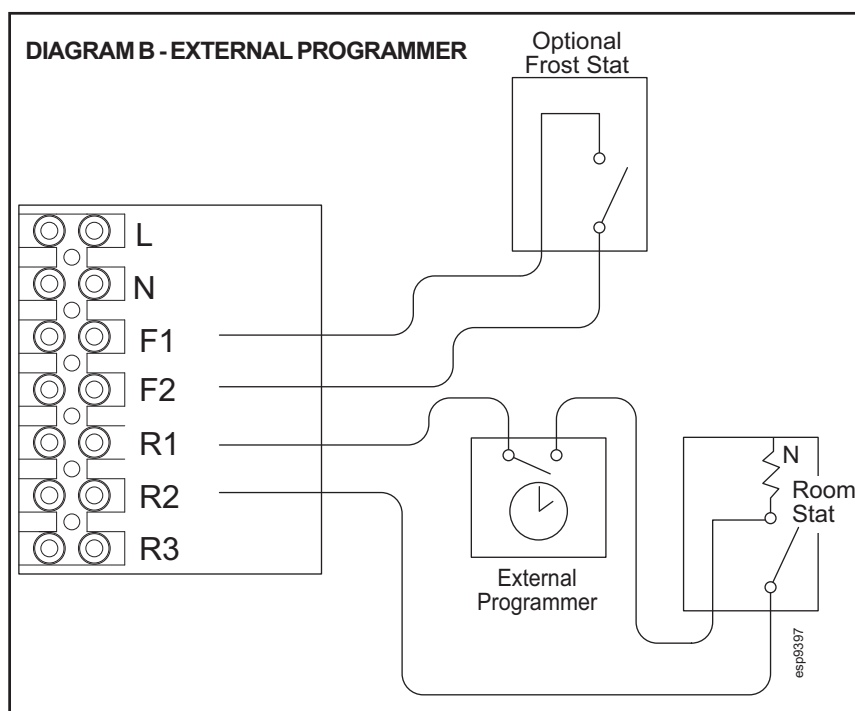 DIAGRAM B - EXTERNAL PROGRAMMER
Optional
Frost Stat
L
N
F1
F2
R1
R2
R3
External
Programmer
N
Room
Stat
esp9397